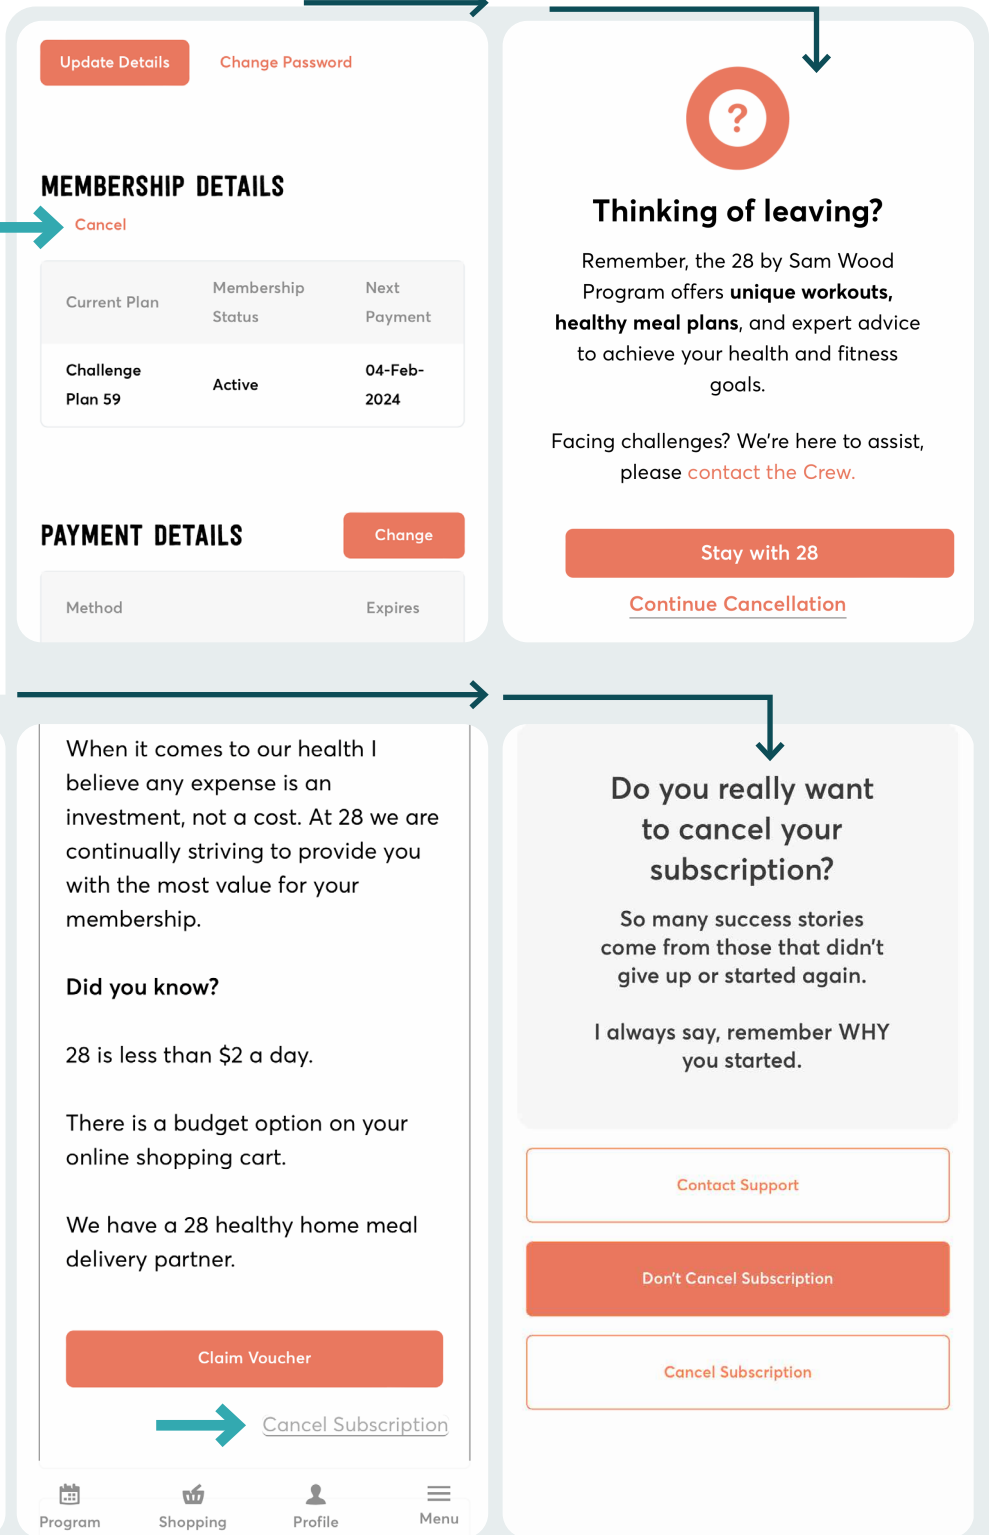 Update Details
Change Password
MEMBERSHIP DETAILS
Cancel
Current Plan
Membership
Status
Next
Payment
Challenge
Plan 59
Active
04-Feb-
2024
PAYMENT DETAILS
Change
Method
Expires
?
Thinking of leaving?
Remember, the 28 by Sam Wood
Program offers unique workouts,
healthy meal plans, and expert advice
to achieve your health and fitness
goals.
Facing challenges? We're here to assist,
please contact the Crew.
Stay with 28
Continue Cancellation
When it comes to our health I
believe any expense is an
investment, not a cost. At 28 we are
continually striving to provide you
with the most value for your
membership.
Did you know?
28 is less than $2 a day.
There is a budget option on your
online shopping cart.
We have a 28 healthy home meal
delivery partner.
Claim Voucher
Cancel Subscription
Program
Shopping
Profile
Menu
Do you really want
to cancel your
subscription?
So many success stories
come from those that didn't
give up or started again.
I always say, remember WHY
you started.
Contact Support
Don't Cancel Subscription
Cancel Subscription